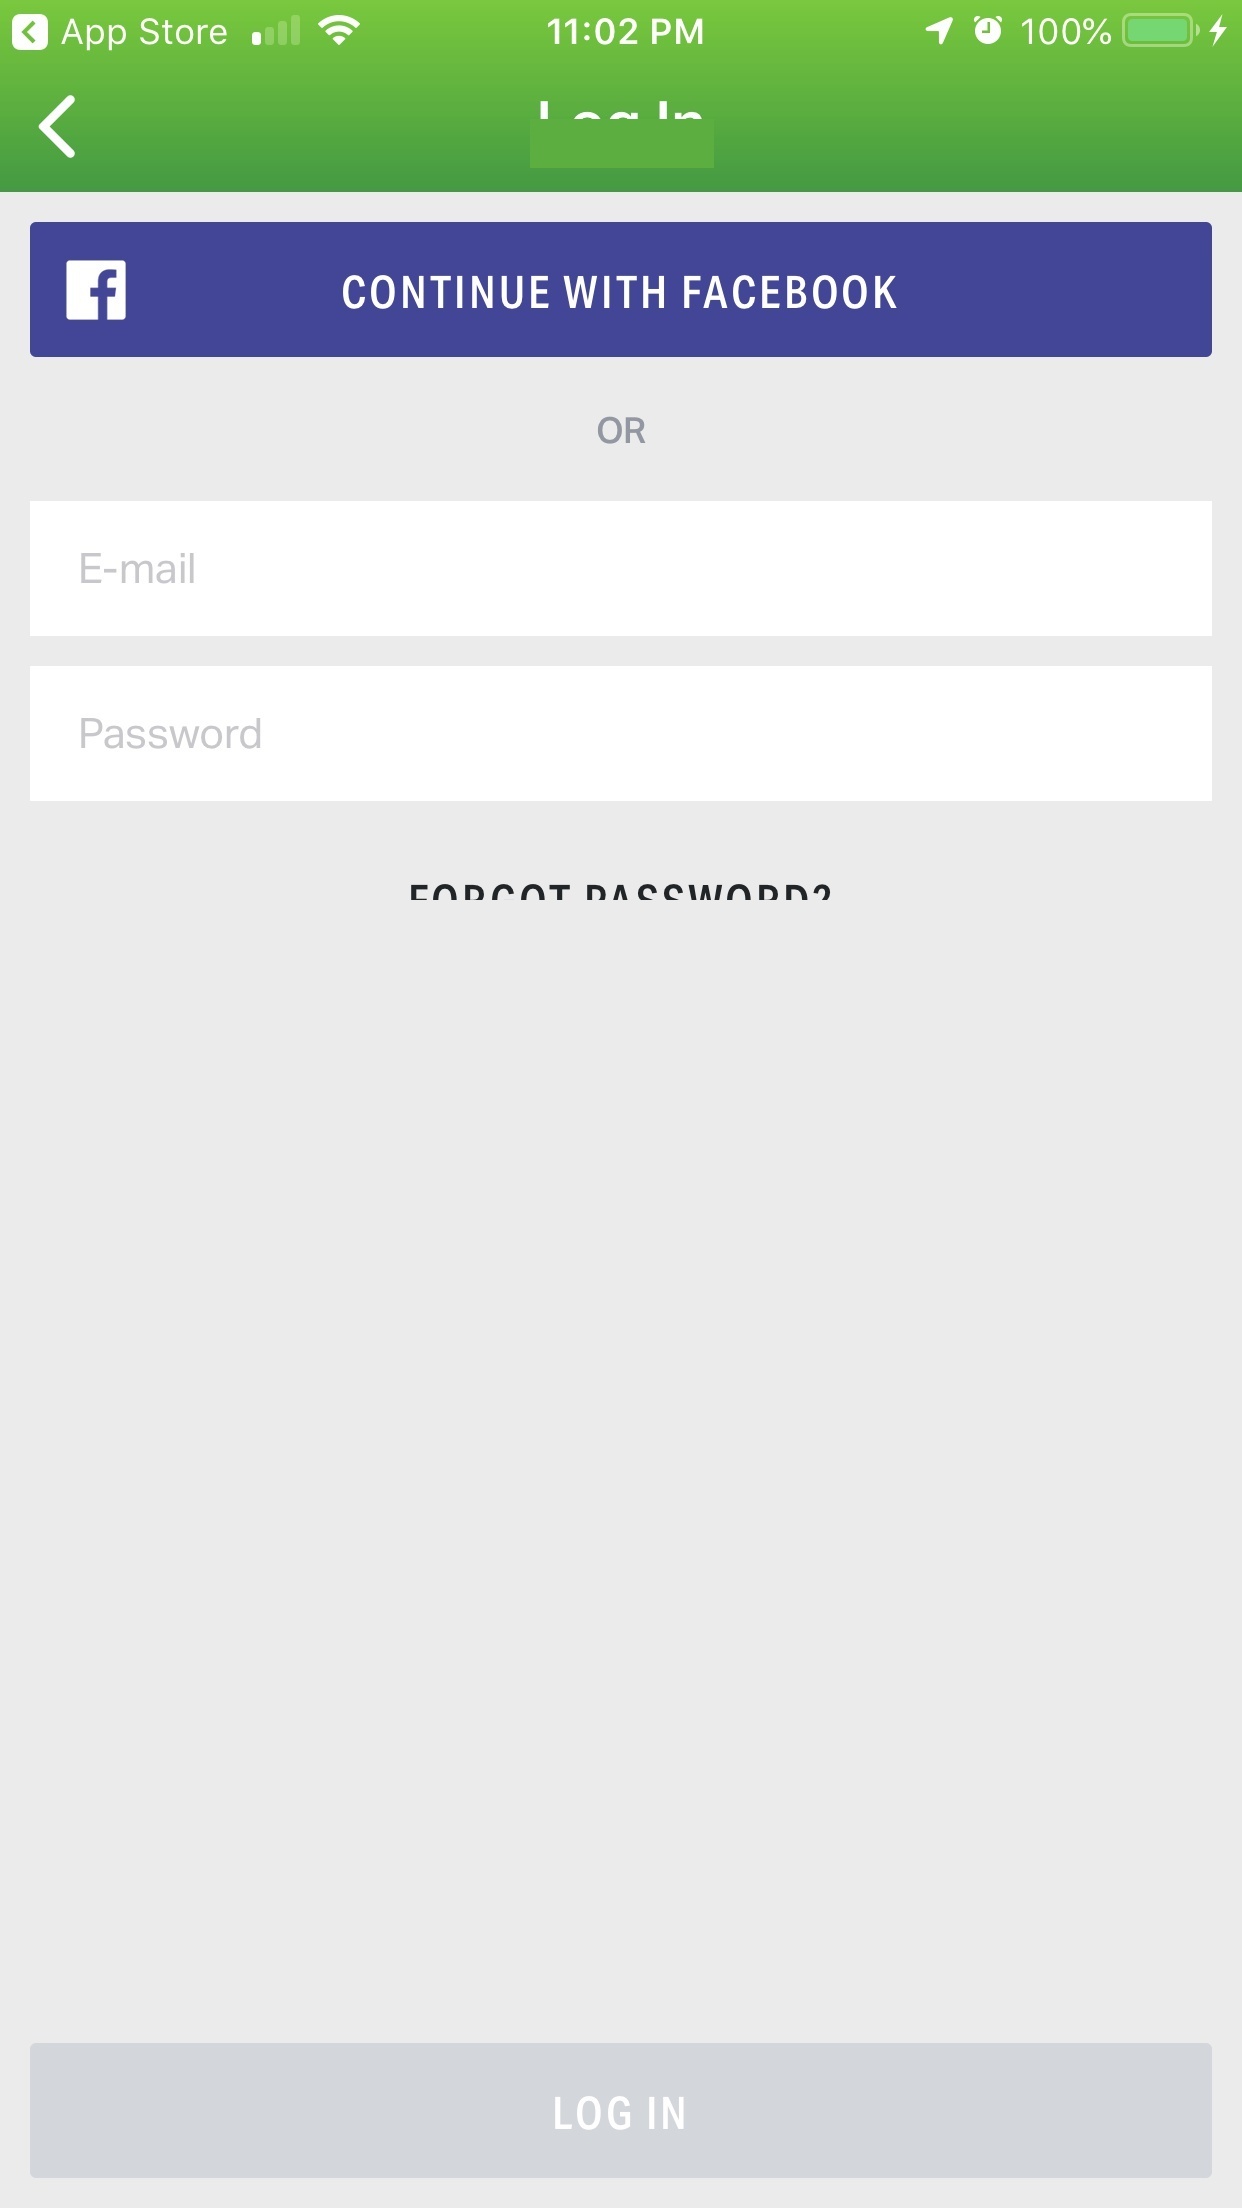 App Store
11:02 PM
100%
Log In
CONTINUE WITH FACEBOOK
OR
E-mail
Password
FORGOT PASSWORD?
LOG IN